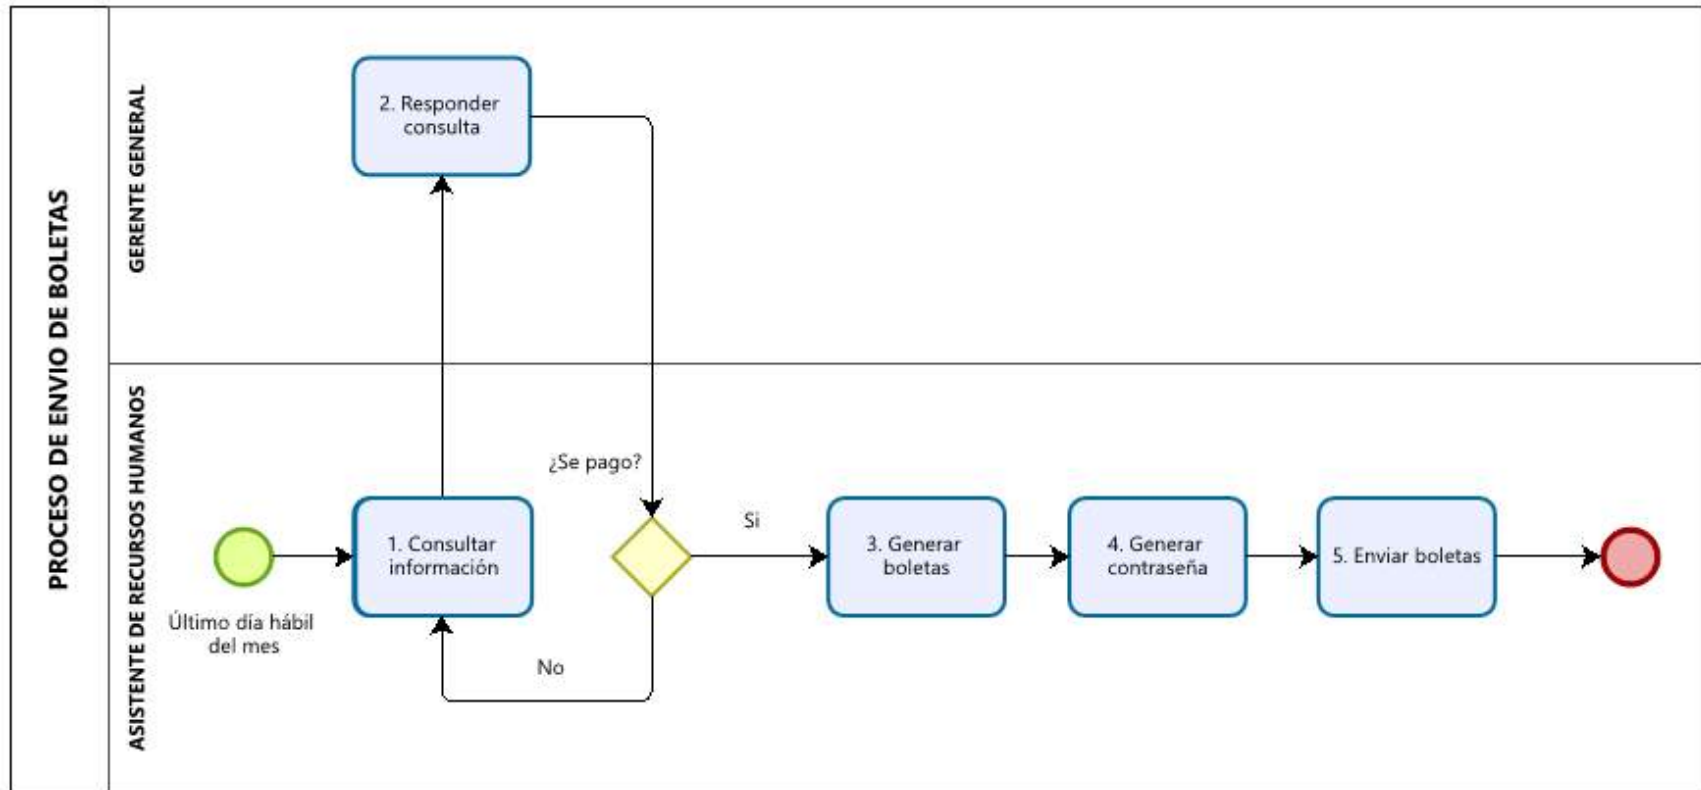 PROCESO DE ENVIO DE BOLETAS
GERENTE GENERAL
2. Responder
consulta
ASISTENTE DE RECURSOS HUMANOS
Último día hábil
del mes
1. Consultar
información
¿Se pago?
No
Si
3. Generar
boletas
4. Generar
contraseña
5. Enviar boletas